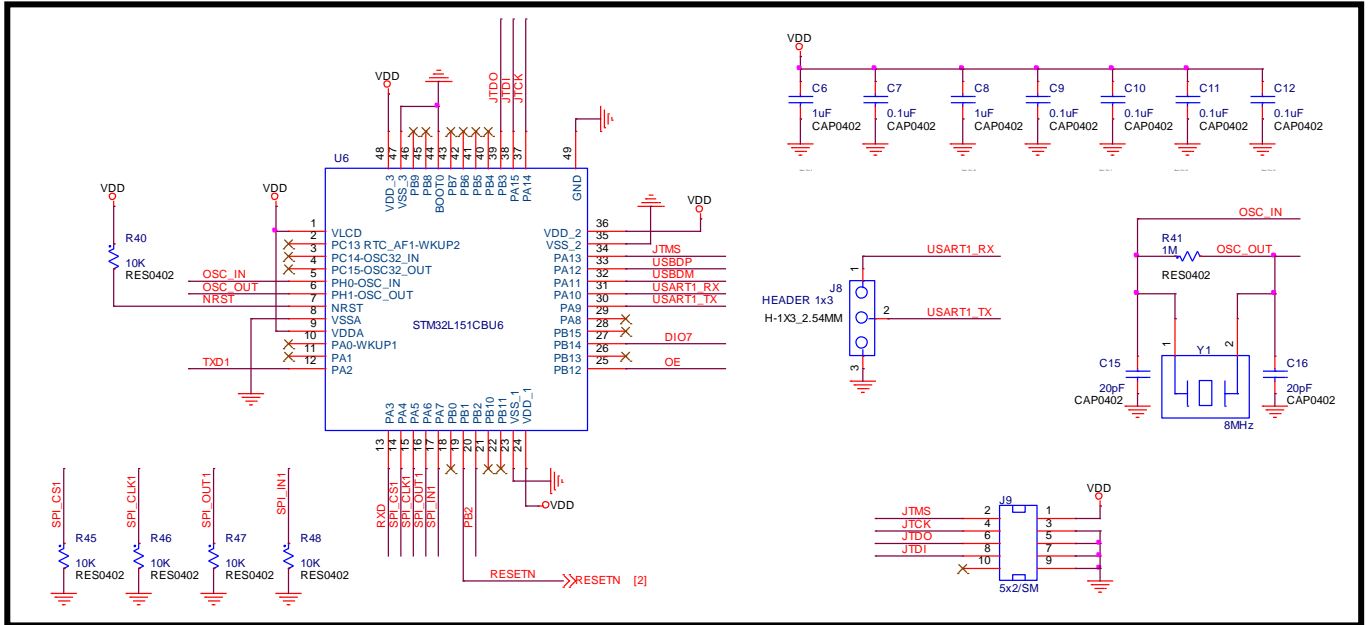 VDD
C6
1uF
CAP0402
C7
0.1uF
CAP0402
C8
1uF
CAP0402
C9
0.1uF
CAP0402
C10
0.1uF
CAP0402
C11
0.1uF
CAP0402
C12
0.1uF
CAP0402
VDD
JTDO
JTDI
JTCK
48
47
46
45
44
43
42
41
40
39
38
37
49
U6
VDD_3
VSS_3
PB9
PB8
BOOT0
PB7
PB6
PB5
PB4
PB3
PA15
PA14
GND
VDD
R40
10K
RES0402
VDD
OSC_IN
OSC_OUT
NRST
TXD1
1 VLCD
2 PC13 RTC_AF1-WKUP2
3 PC14-OSC32_IN
4 PC15-OSC32_OUT
5 PH0-OSC_IN
6 PH1-OSC_OUT
7 NRST
8 VSSA
9 VDDA
10 PA0-WKUP1
11 PA1
12 PA2
STM32L151CBU6
VDD
VDD_2 36
VSS_2 35
PA13 34 JTMS
PA12 33 USBDP
PA11 32 USBDM
PA10 31 USART1_RX
PA9 30 USART1_TX
PA8 29
PB15 28
PB14 27 DIO7
PB13 26
PB12 25 OE
PA3
PA4
PA5
PA6
PA7
PB0
PB1
PB2
PB10
PB11
VSS_1
VDD_1
13
14
15
16
17
18
19
20
21
22
23
24
RXD
SPI_CS1
SPI_CLK1
SPI_OUT1
SPI_IN1
PB2
VDD
RESETN
RESETN [2]
SPI_CS1
R45
10K
RES0402
SPI_CLK1
R46
10K
RES0402
SPI_OUT1
R47
10K
RES0402
SPI_IN1
R48
10K
RES0402
USART1_RX
1
J8
HEADER 1x3
H-1X3_2.54MM
2
USART1_TX
3
OSC_IN
R41
1M
OSC_OUT
RES0402
1
Y1
2
C15
20pF
CAP0402
C16
20pF
CAP0402
8MHz
J9
VDD
JTMS 2 1
JTCK 4 3
JTDO 6 5
JTDI 8 7
10 9
5x2/SM